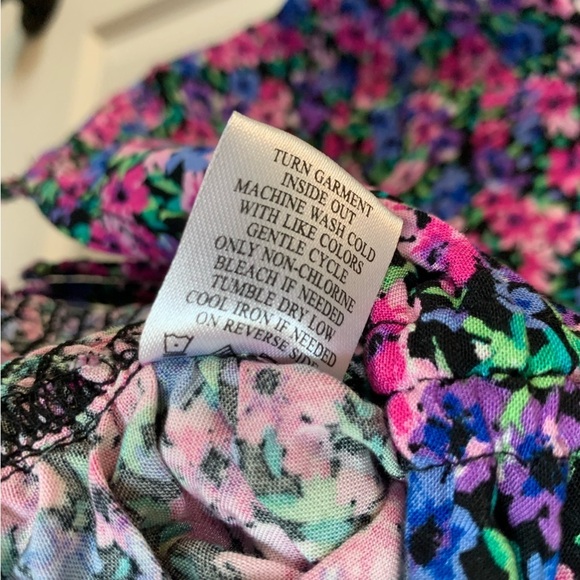 TURN GARMENT
INSIDE OUT
MACHINE WASH COLD
WITH LIKE COLORS
GENTLE CYCLE
ONLY NON-CHLORINE
BLEACH IF NEEDED
TUMBLE DRY LOW
COOL IRON IF NEEDED
ON REVERSE SIDE